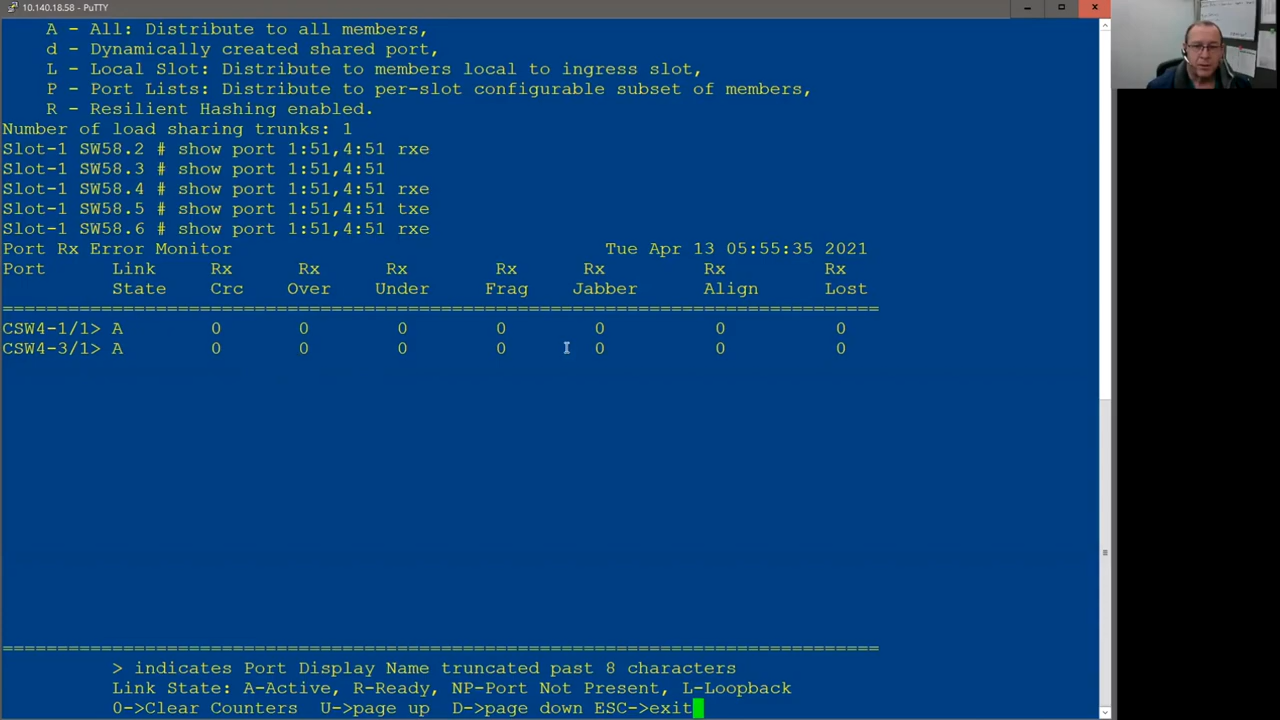 10.140.18.58 - PuTTY
A - All: Distribute to all members,
d - Dynamically created shared port,
L - Local Slot: Distribute to members local to ingress slot,
P - Port Lists: Distribute to per-slot configurable subset of members,
R - Resilient Hashing enabled.
Number of load sharing trunks: 1
Slot-1 SW58.2 # show port 1:51,4:51 rxe
Slot-1 SW58.3 # show port 1:51,4:51
Slot-1 SW58.4 # show port 1:51,4:51 rxe
Slot-1 SW58.5 # show port 1:51,4:51 txe
Slot-1 SW58.6 # show port 1:51,4:51 rxe
Port Rx Error Monitor Tue Apr 13 05:55:35 2021
Port Link Rx Rx Rx Rx Rx Rx Rx
State Crc Over Under Frag Jabber Align Lost
================================================================================
CSW4-1/1> A 0 0 0 0 0 0 0
CSW4-3/1> A 0 0 0 0 0 0 0
================================================================================
> indicates Port Display Name truncated past 8 characters
Link State: A-Active, R-Ready, NP-Port Not Present, L-Loopback
0->Clear Counters U->page up D->page down ESC->exit